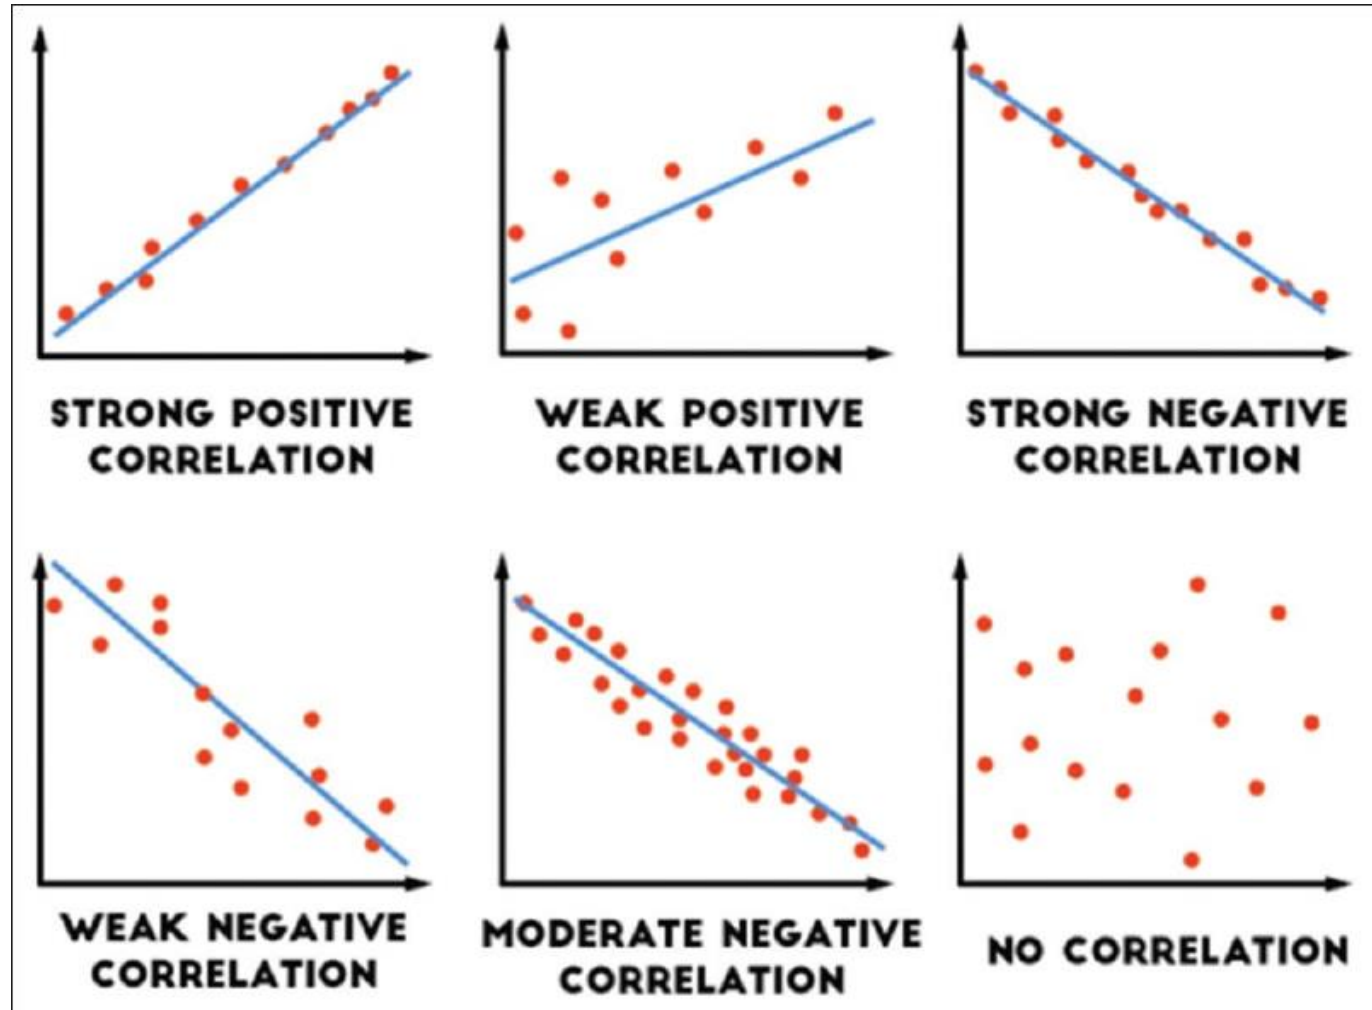 STRONG POSITIVE
CORRELATION
WEAK POSITIVE
CORRELATION
STRONG NEGATIVE
CORRELATION
WEAK NEGATIVE
CORRELATION
MODERATE NEGATIVE
CORRELATION
NO CORRELATION